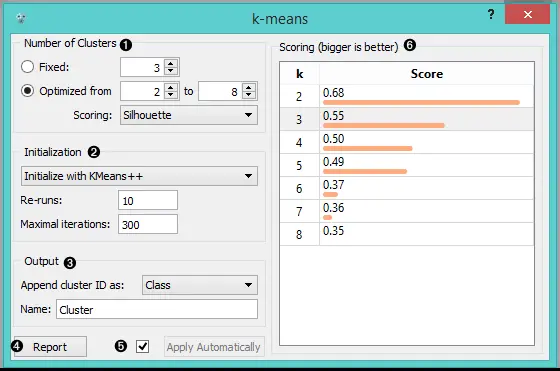 k-means
? ×
Number of Clusters 1
Fixed: 3
Optimized from 2 to 8
Scoring: Silhouette
Initialization 2
Initialize with KMeans++
Re-runs: 10
Maximal iterations: 300
Output 3
Append cluster ID as: Class
Name: Cluster
4 Report 5 Apply Automatically
Scoring (bigger is better) 6
k Score
2 0.68
3 0.55
4 0.50
5 0.49
6 0.37
7 0.36
8 0.35